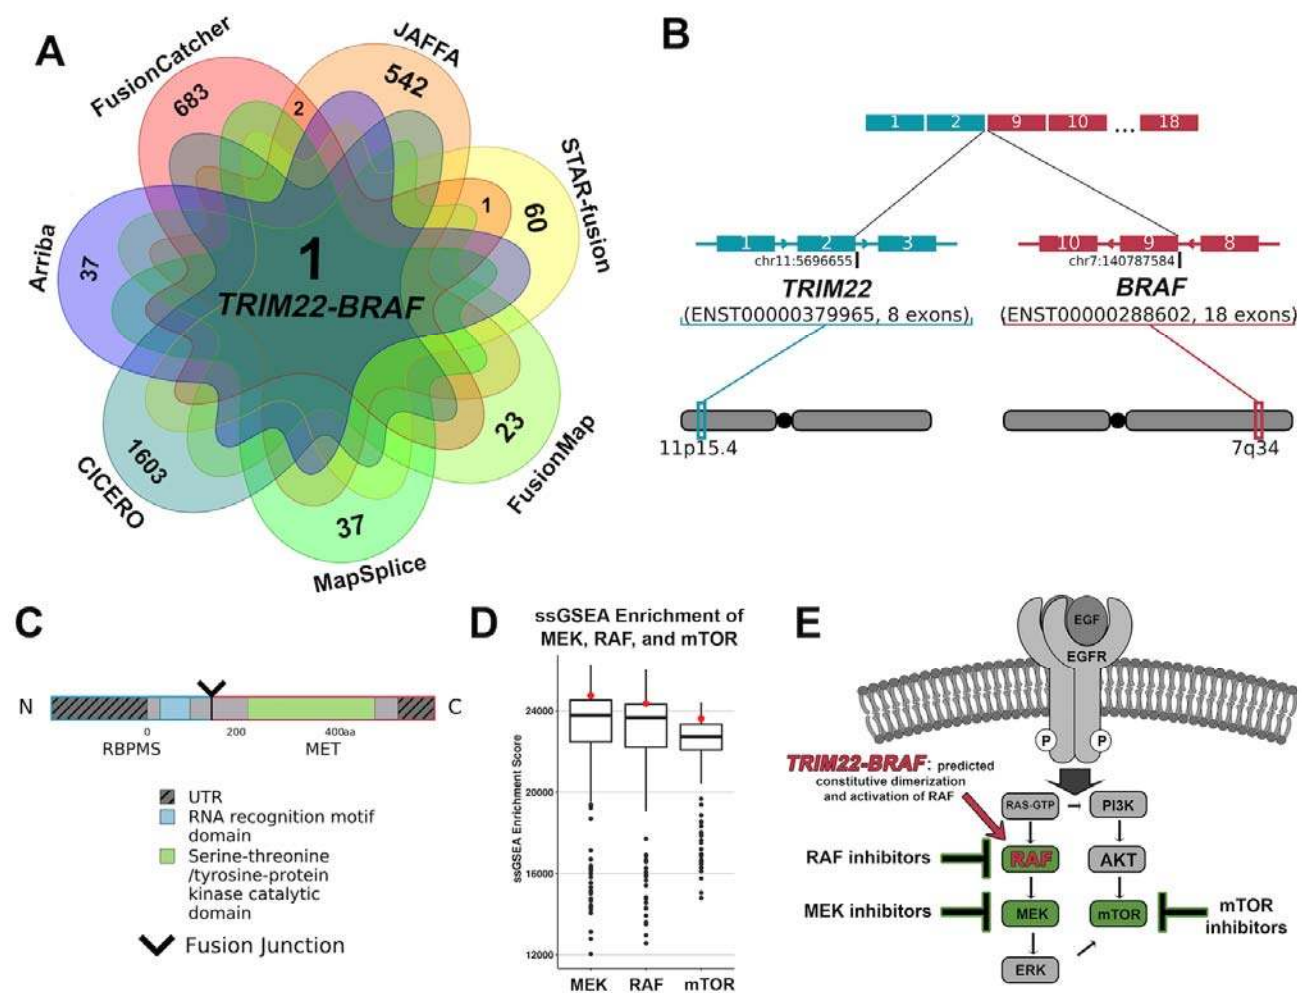 A
FusionCatcher
683
2
JAFFA
542
STAR-fusion
60
1
Arriba
37
1
TRIM22-BRAF
CICERO
1603
MapSplice
37
FusionMap
23
B
1 2 9 10 ... 18
1 2 3
chr11:5696655
TRIM22
(ENST00000379965, 8 exons)
10 9 8
chr7:140787584
BRAF
(ENST00000288602, 18 exons)
11p15.4
7q34
C
N
C
0 200 400aa
RBPMS MET
UTR
RNA recognition motif
domain
Serine-threonine
/tyrosine-protein
kinase catalytic
domain
Fusion Junction
D
ssGSEA Enrichment of
MEK, RAF, and mTOR
ssGSEA Enrichment Score
24000
20000
16000
12000
MEK RAF mTOR
E
EGF
EGFR
P P
TRIM22-BRAF: predicted
constitutive dimerization
and activation of RAF
RAS-GTP PI3K
RAF inhibitors RAF AKT
MEK inhibitors MEK mTOR mTOR
inhibitors
ERK